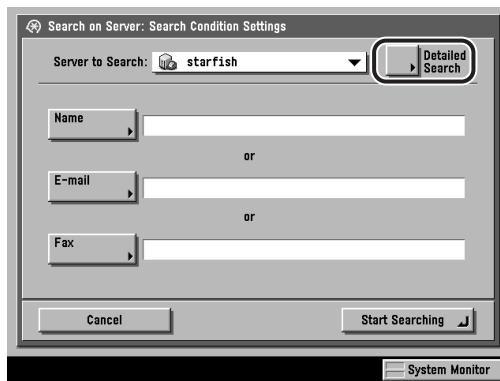 Search on Server: Search Condition Settings
Server to Search: starfish
Detailed
Search
Name
or
E-mail
or
Fax
Cancel
Start Searching
System Monitor